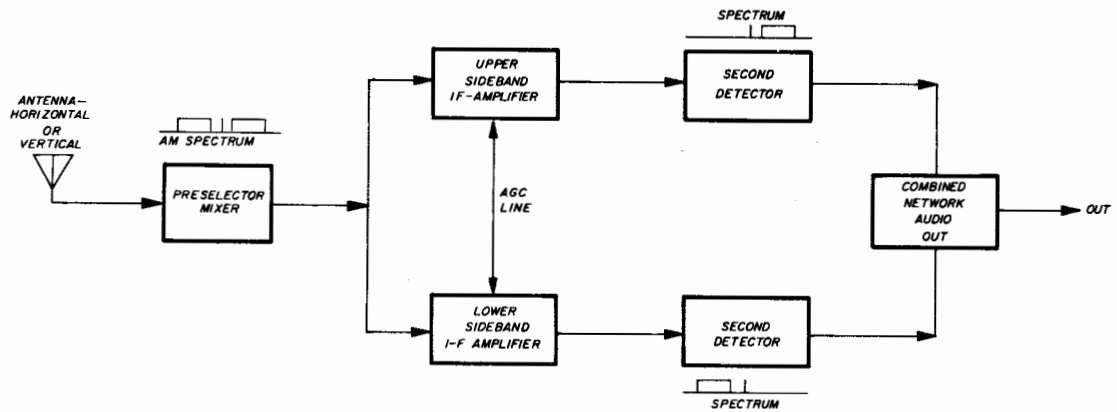 SPECTRUM
UPPER
SIDEBAND
IF-AMPLIFIER
SECOND
DETECTOR
ANTENNA-
HORIZONTAL
OR
VERTICAL
AM SPECTRUM
PRESELECTOR
MIXER
AGC
LINE
COMBINED
NETWORK
AUDIO
OUT
OUT
LOWER
SIDEBAND
I-F AMPLIFIER
SECOND
DETECTOR
SPECTRUM